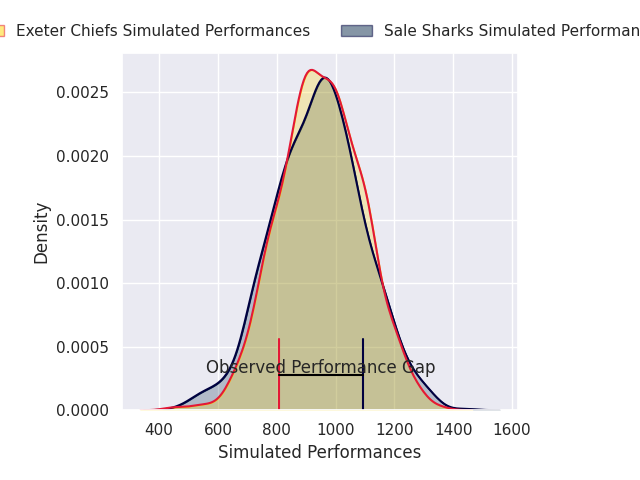 Exeter Chiefs Simulated Performances Sale Sharks Simulated
Density
0.0025
0.0020
0.0015
0.0010
0.0005
0.0000
Observed Performance Gap
400 600 800 1000 1200 1400 1600
Simulated Performances